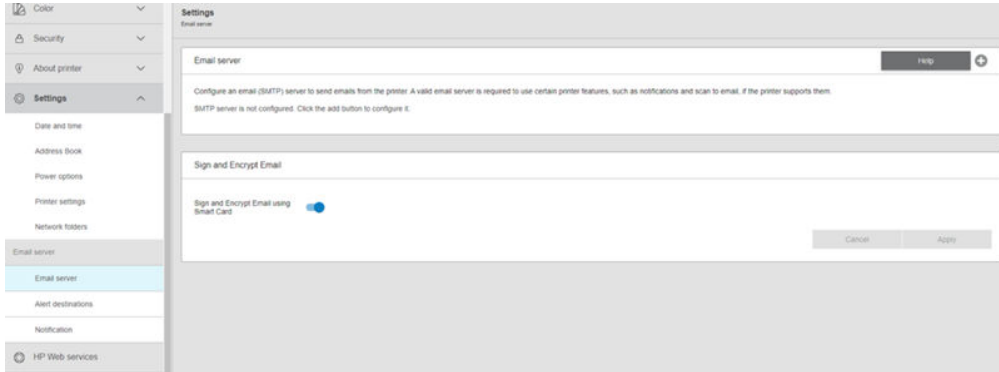 Color
Security
About printer
Settings
Date and time
Address Book
Power options
Printer settings
Network folders
Email server
Email server
Alert destinations
Notification
HP Web services
Settings
Email server
Email server
Help
Configure an email (SMTP) server to send emails from the printer. A valid email server is required to use certain printer features, such as notifications and scan to email, if the printer supports them.
SMTP server is not configured. Click the add button to configure it.
Sign and Encrypt Email
Sign and Encrypt Email using
Smart Card
Cancel
Apply